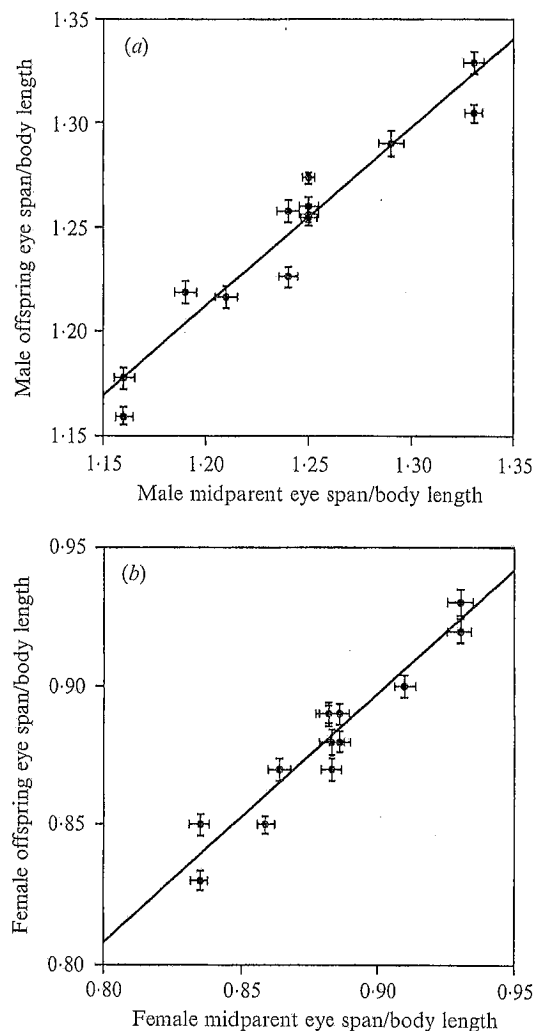 (a)
Male offspring eye span/body length
1·35
1·30
1·25
1·20
1·15
1·15 1·20 1·25 1·30 1·35
Male midparent eye span/body length
(b)
Female offspring eye span/body length
0·95
0·90
0·85
0·80
0·80 0·85 0·90 0·95
Female midparent eye span/body length